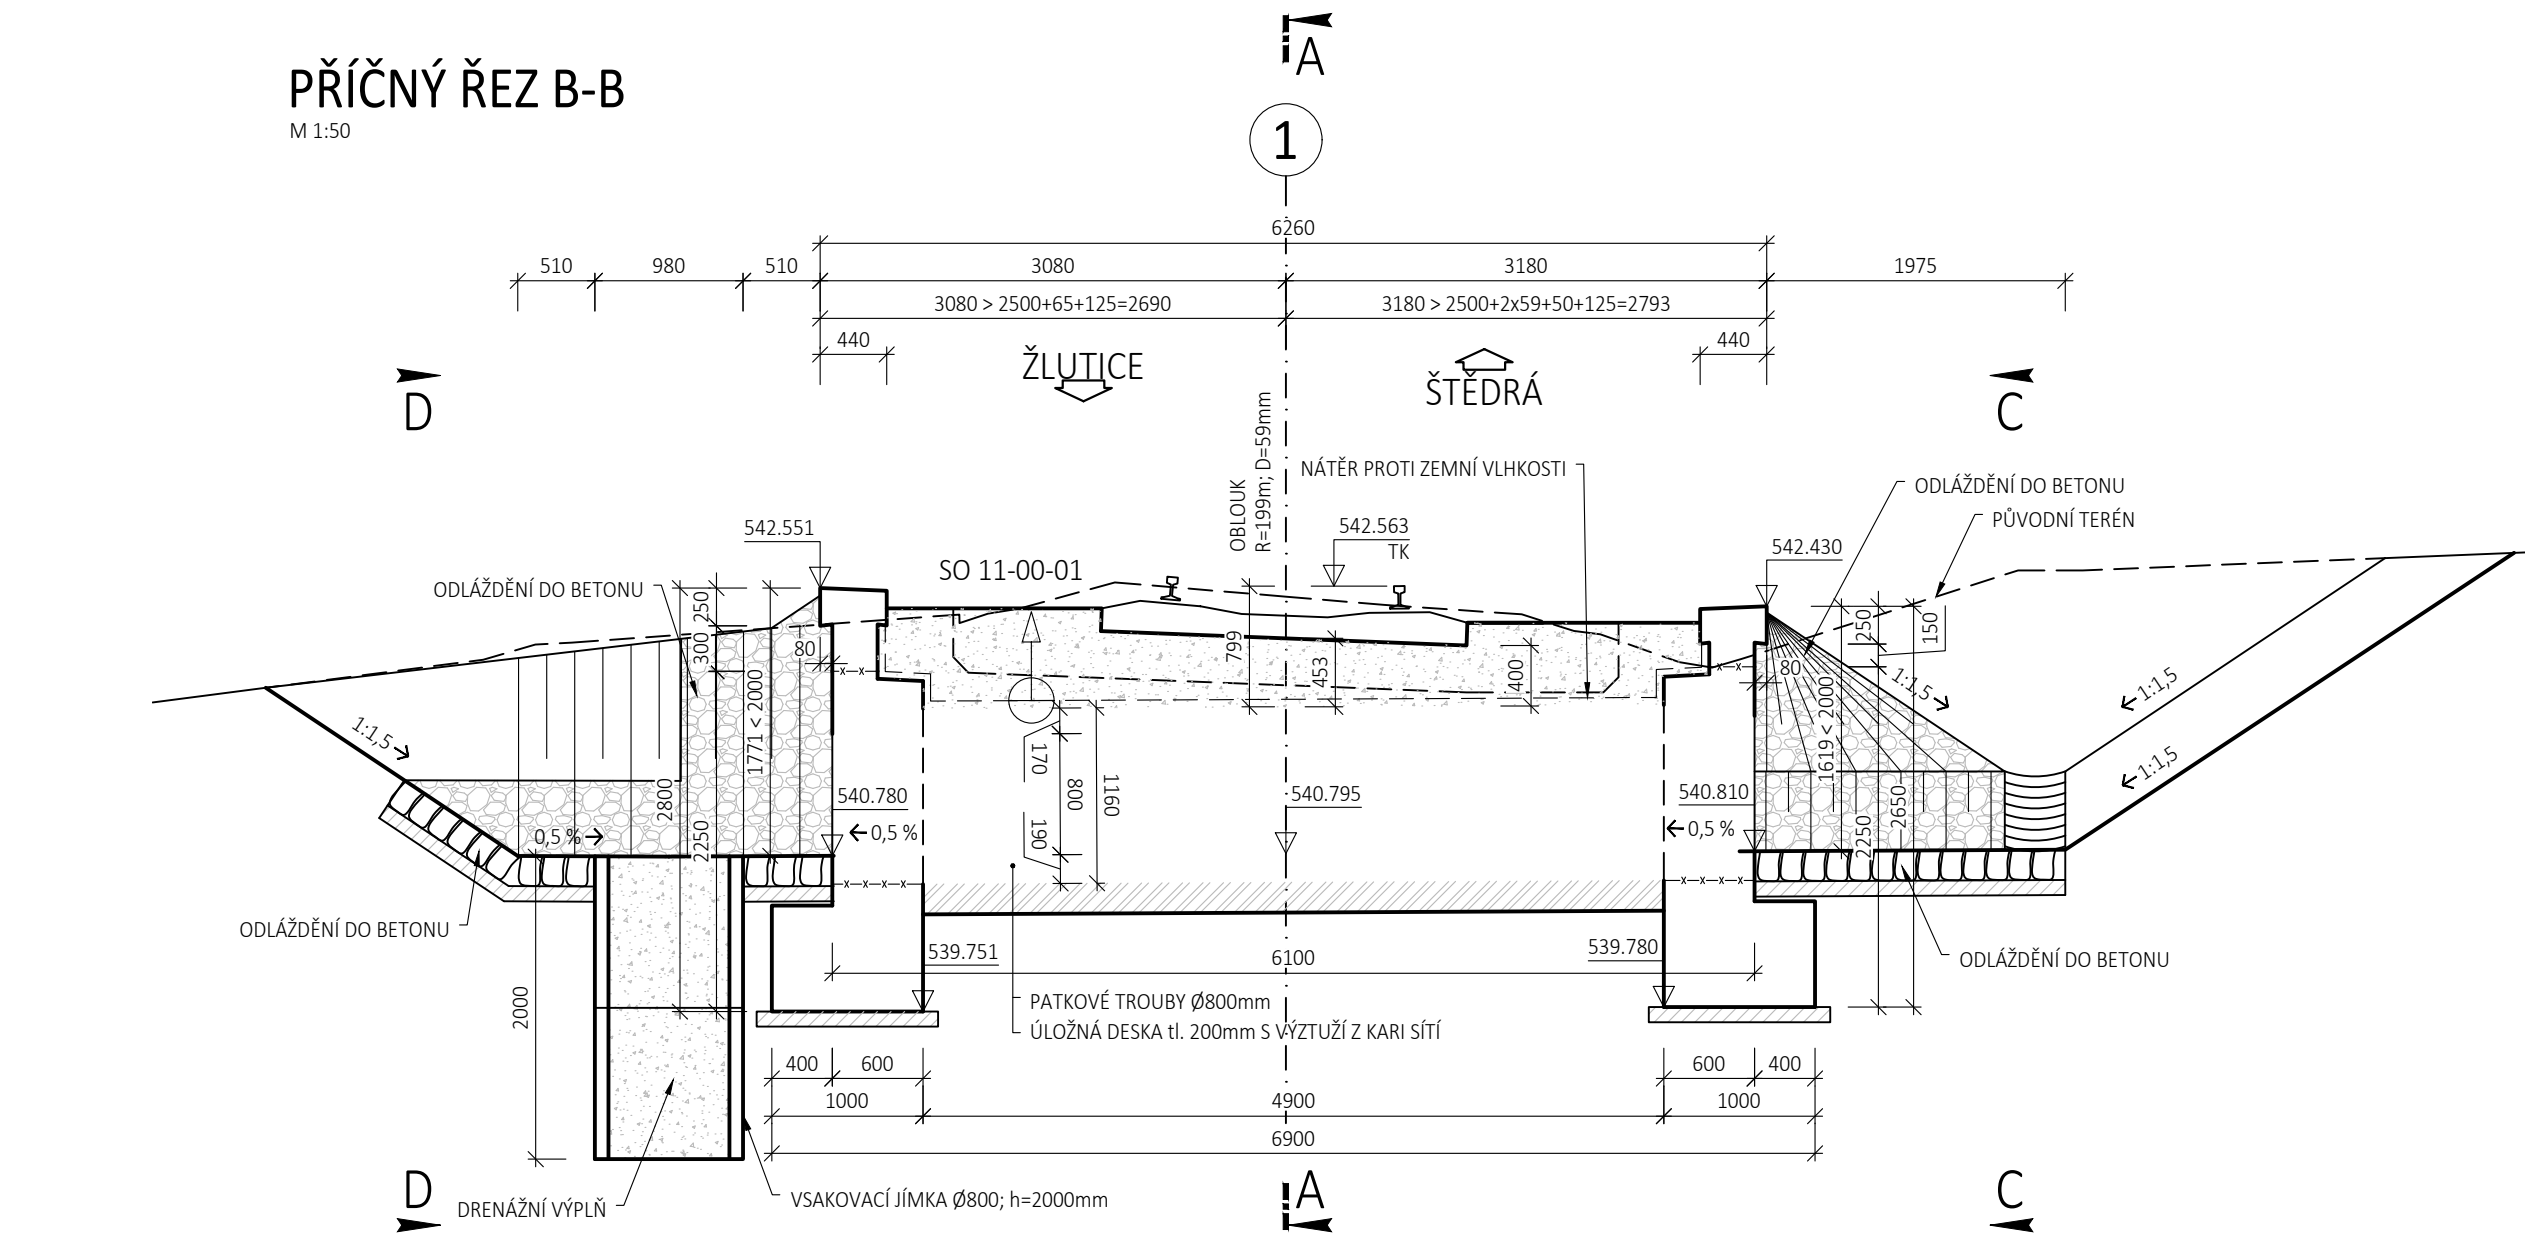 A
PŘÍČNÝ ŘEZ B-B
M 1:50
1
6260
510
980
510
3080
3180
1975
3080 > 2500+65+125=2690
3180 > 2500+2x59+50+125=2793
440
440
ŽLUTICE
ŠTĚDRÁ
D
C
OBLOUK
R=199m; D=59mm
NÁTĚR PROTI ZEMNÍ VLHKOSTI
ODLÁŽDĚNÍ DO BETONU
PŮVODNÍ TERÉN
542.551
542.563
TK
542.430
SO 11-00-01
ODLÁŽDĚNÍ DO BETONU
250
300
80
1771 < 2000
2800
2250
799
453
400
250
150
80
1619 < 2000
2250
2650
1:1,5
1:1,5
1:1,5
1:1,5
170
800
190
1160
540.780
540.795
540.810
0,5 %
0,5 %
0,5 %
ODLÁŽDĚNÍ DO BETONU
539.751
6100
539.780
ODLÁŽDĚNÍ DO BETONU
2000
PATKOVÉ TROUBY Ø800mm
ÚLOŽNÁ DESKA tl. 200mm S VÝZTUŽÍ Z KARI SÍTÍ
400
600
600
400
1000
4900
1000
6900
D
DRENÁŽNÍ VÝPLŇ
VSAKOVACÍ JÍMKA Ø800; h=2000mm
A
C